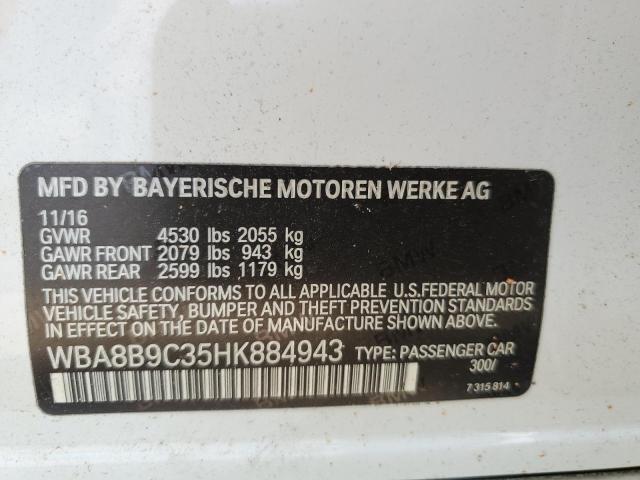 MFD BY BAYERISCHE MOTOREN WERKE AG
11/16
GVWR 4530 lbs 2055 kg
GAWR FRONT 2079 lbs 943 kg
GAWR REAR 2599 lbs 1179 kg
THIS VEHICLE CONFORMS TO ALL APPLICABLE U.S.FEDERAL MOTOR
VEHICLE SAFETY, BUMPER AND THEFT PREVENTION STANDARDS
IN EFFECT ON THE DATE OF MANUFACTURE SHOWN ABOVE.
WBA8B9C35HK884943 TYPE: PASSENGER CAR
300/
7 315 814